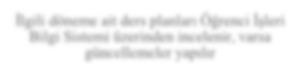 İlgili döneme ait ders planları Öğrenci İşleri
Bilgi Sistemi üzerinden incelenir, varsa
güncellemeler yapılır